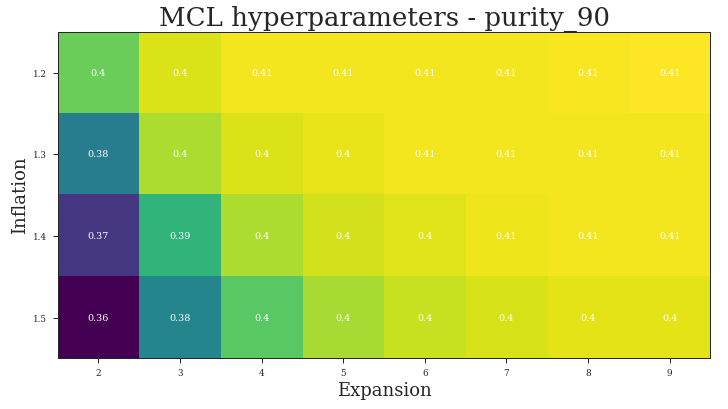 MCL hyperparameters - purity_90
Inflation
1.2 0.4 0.4 0.41 0.41 0.41 0.41 0.41 0.41
1.3 0.38 0.4 0.4 0.4 0.41 0.41 0.41 0.41
1.4 0.37 0.39 0.4 0.4 0.4 0.41 0.41 0.41
1.5 0.36 0.38 0.4 0.4 0.4 0.4 0.4 0.4
2 3 4 5 6 7 8 9
Expansion